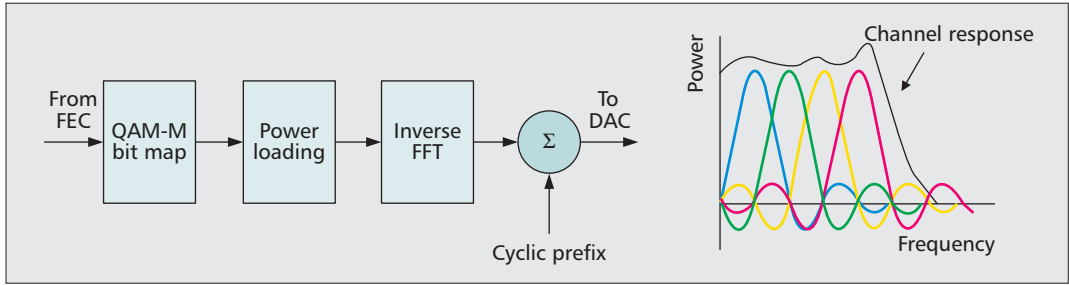 From
FEC
QAM-M
bit map
Power
loading
Inverse
FFT
Σ
To
DAC
Cyclic prefix
Power
Channel response
Frequency